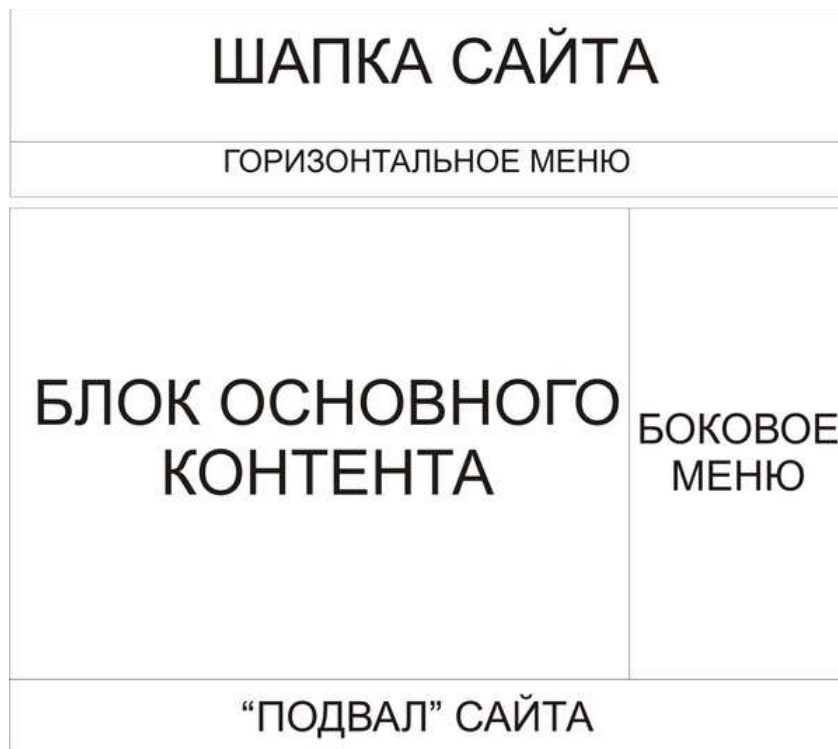 ШАПКА САЙТА
ГОРИЗОНТАЛЬНОЕ МЕНЮ
БЛОК ОСНОВНОГО
КОНТЕНТА
БОКОВОЕ
МЕНЮ
“ПОДВАЛ” САЙТА